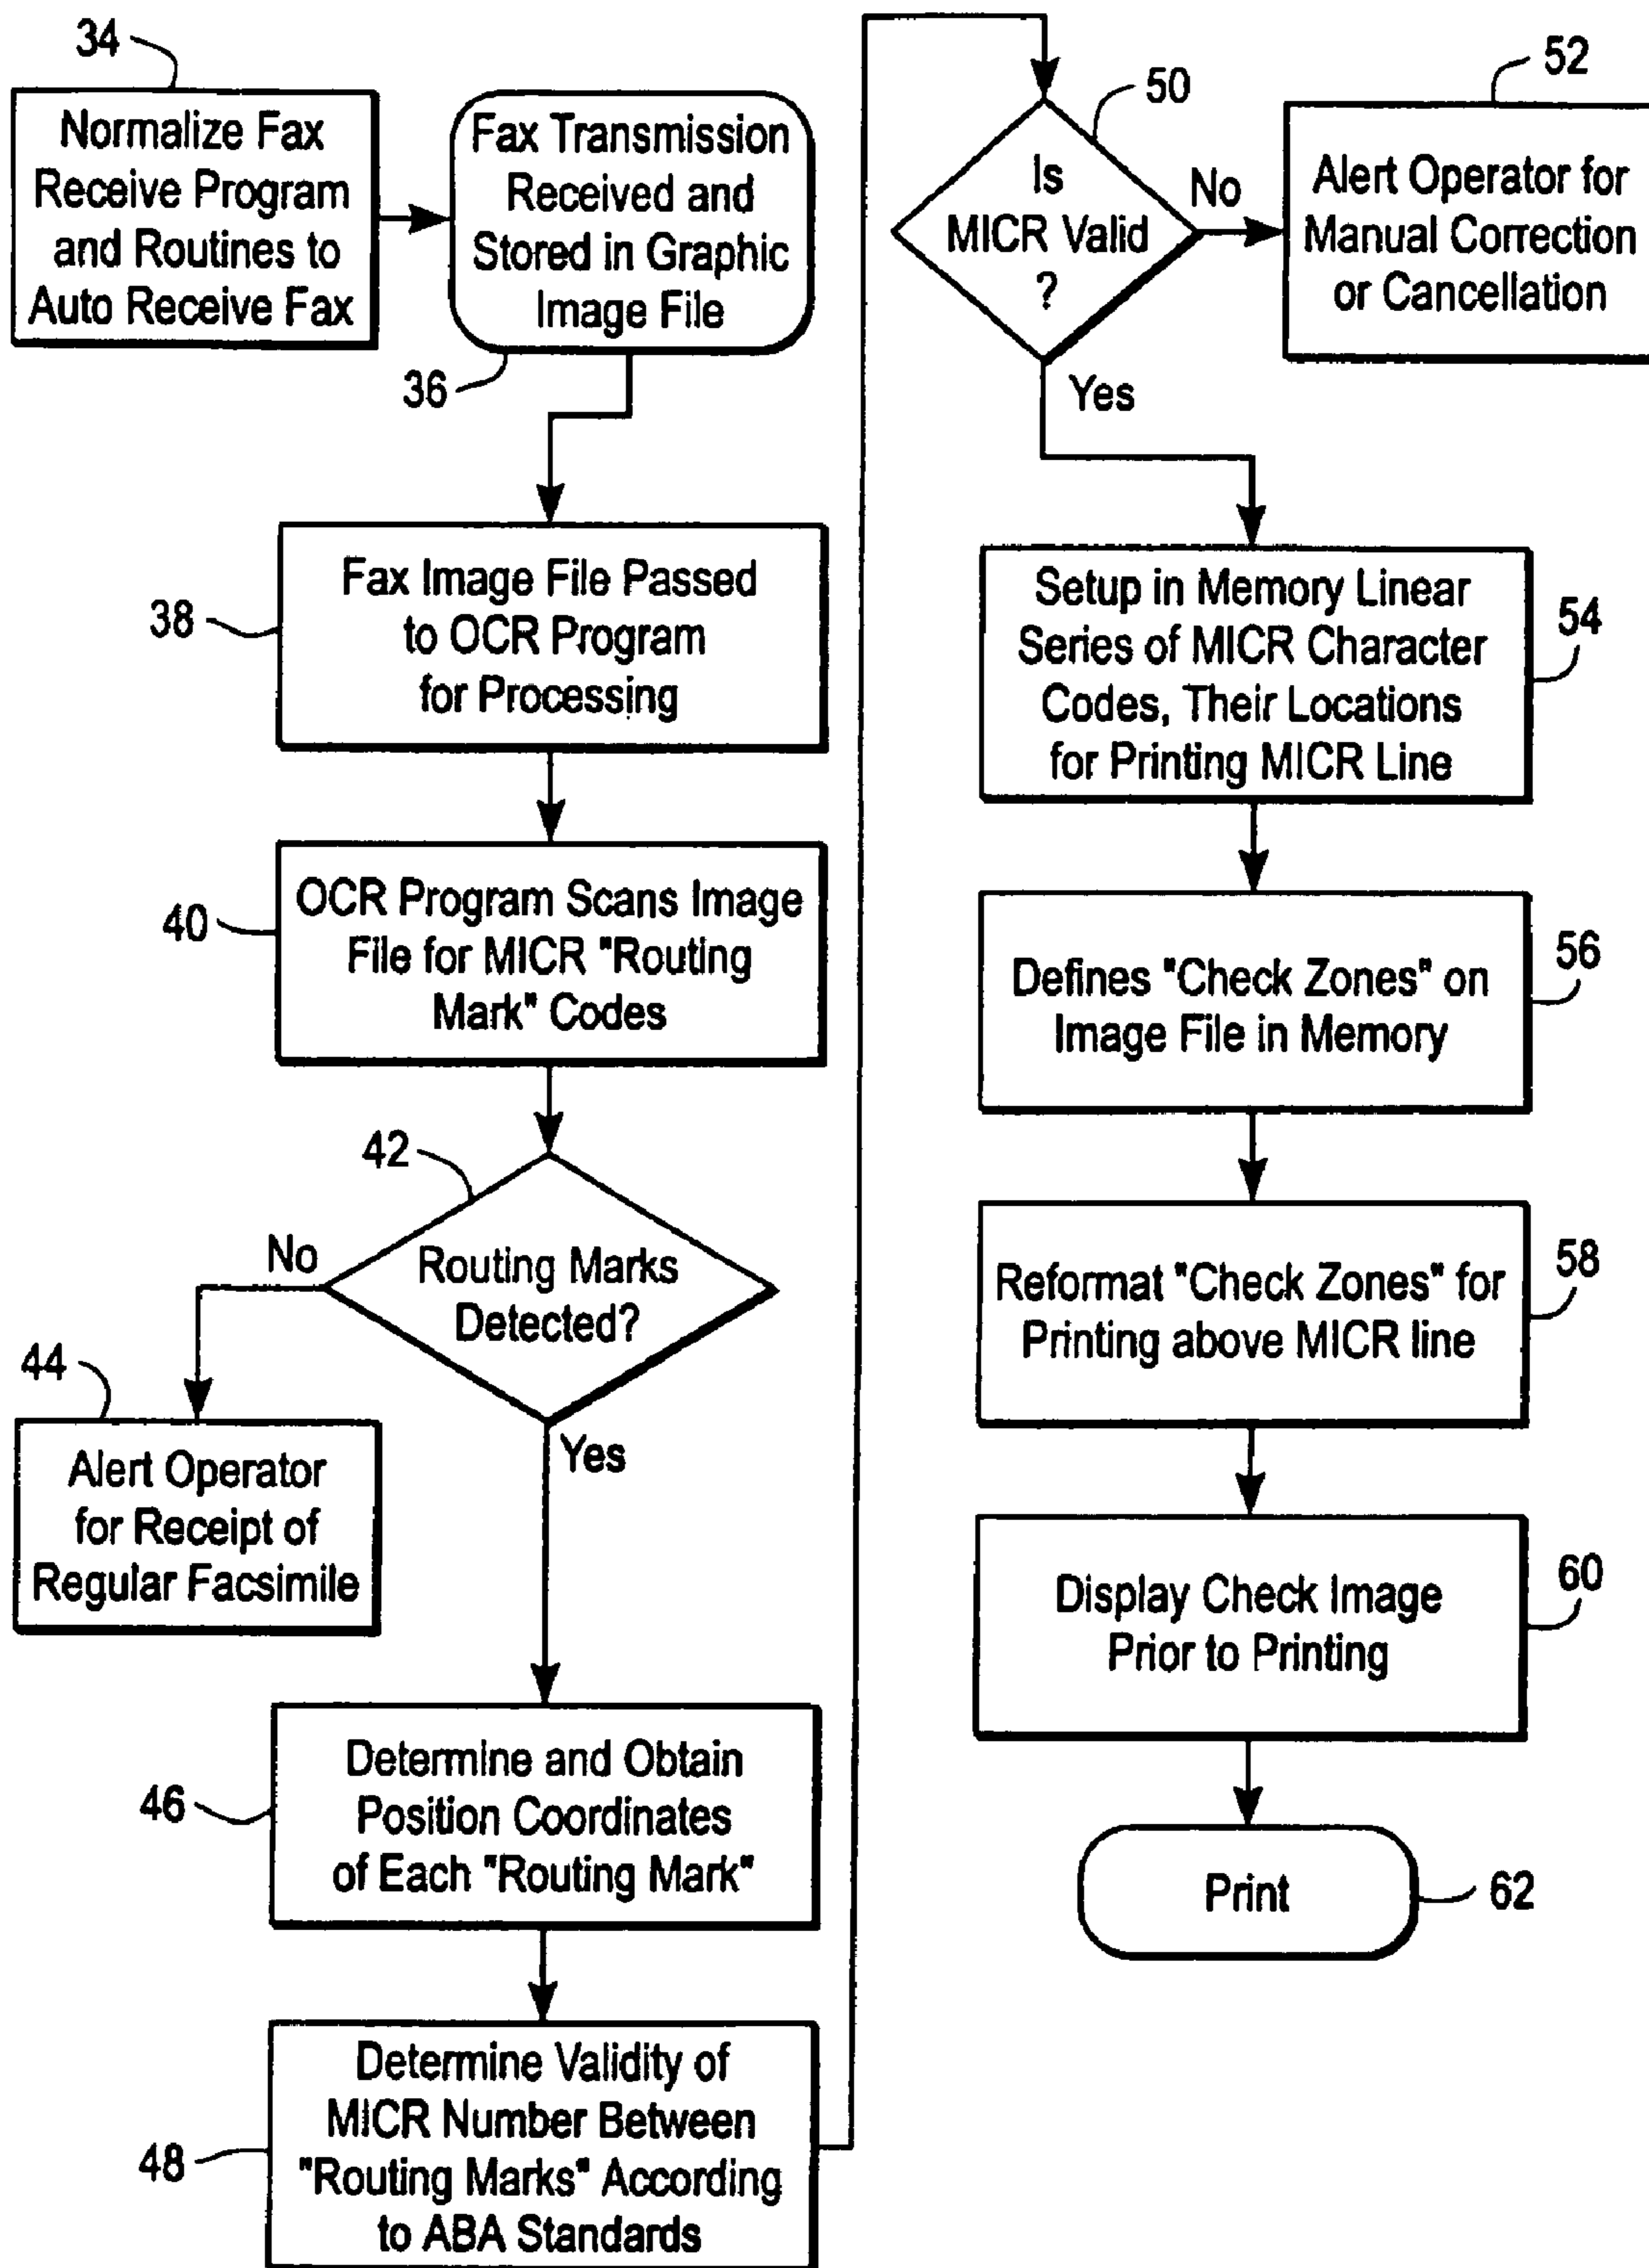 34
Normalize Fax
Receive Program
and Routines to
Auto Receive Fax
Fax Transmission
Received and
Stored in Graphic
Image File
36
38
Fax Image File Passed
to OCR Program
for Processing
40
OCR Program Scans Image
File for MICR "Routing
Mark" Codes
42
Routing Marks
Detected?
No
Yes
44
Alert Operator
for Receipt of
Regular Facsimile
46
Determine and Obtain
Position Coordinates
of Each "Routing Mark"
48
Determine Validity of
MICR Number Between
"Routing Marks" According
to ABA Standards
50
Is
MICR Valid
?
No
Yes
52
Alert Operator for
Manual Correction
or Cancellation
54
Setup in Memory Linear
Series of MICR Character
Codes, Their Locations
for Printing MICR Line
56
Defines "Check Zones" on
Image File in Memory
58
Reformat "Check Zones" for
Printing above MICR line
60
Display Check Image
Prior to Printing
Print
62